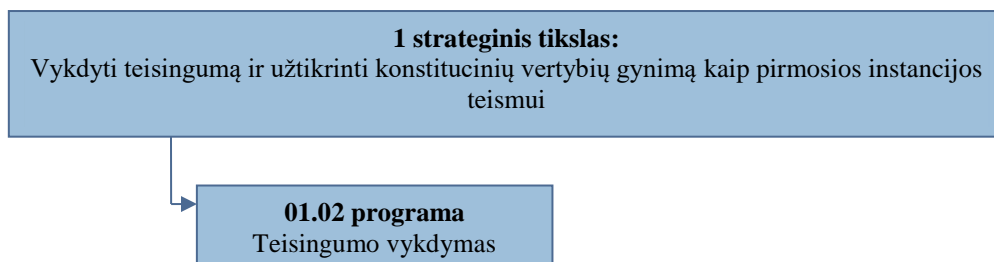 1 strateginis tikslas:
Vykdyti teisingumą ir užtikrinti konstitucinių vertybių gynimą kaip pirmosios instancijos
teismui
01.02 programa
Teisingumo vykdymas